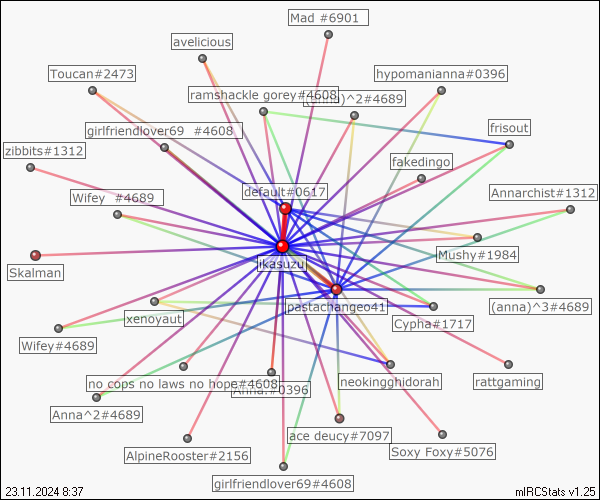 Mad #6901
avelicious
Toucan#2473
hypomanianna#0396
ramshackle gorey#4608
)^2#4689
frisout
girlfriendlover69 #4608
zibbits#1312
fakedingo
default#0617
Annarchist#1312
Wifey #4689
Mushy#1984
ikasuzu
Skalman
pastachangeo41
(anna)^3#4689
xenoyaut
Cypha#1717
Wifey#4689
no cops no laws no hope#4608
#0396
neokingghidorah
rattgaming
Anna^2#4689
ace deucy#7097
AlpineRooster#2156
Soxy Foxy#5076
girlfriendlover69#4608
23.11.2024 8:37
mIRCStats v1.25